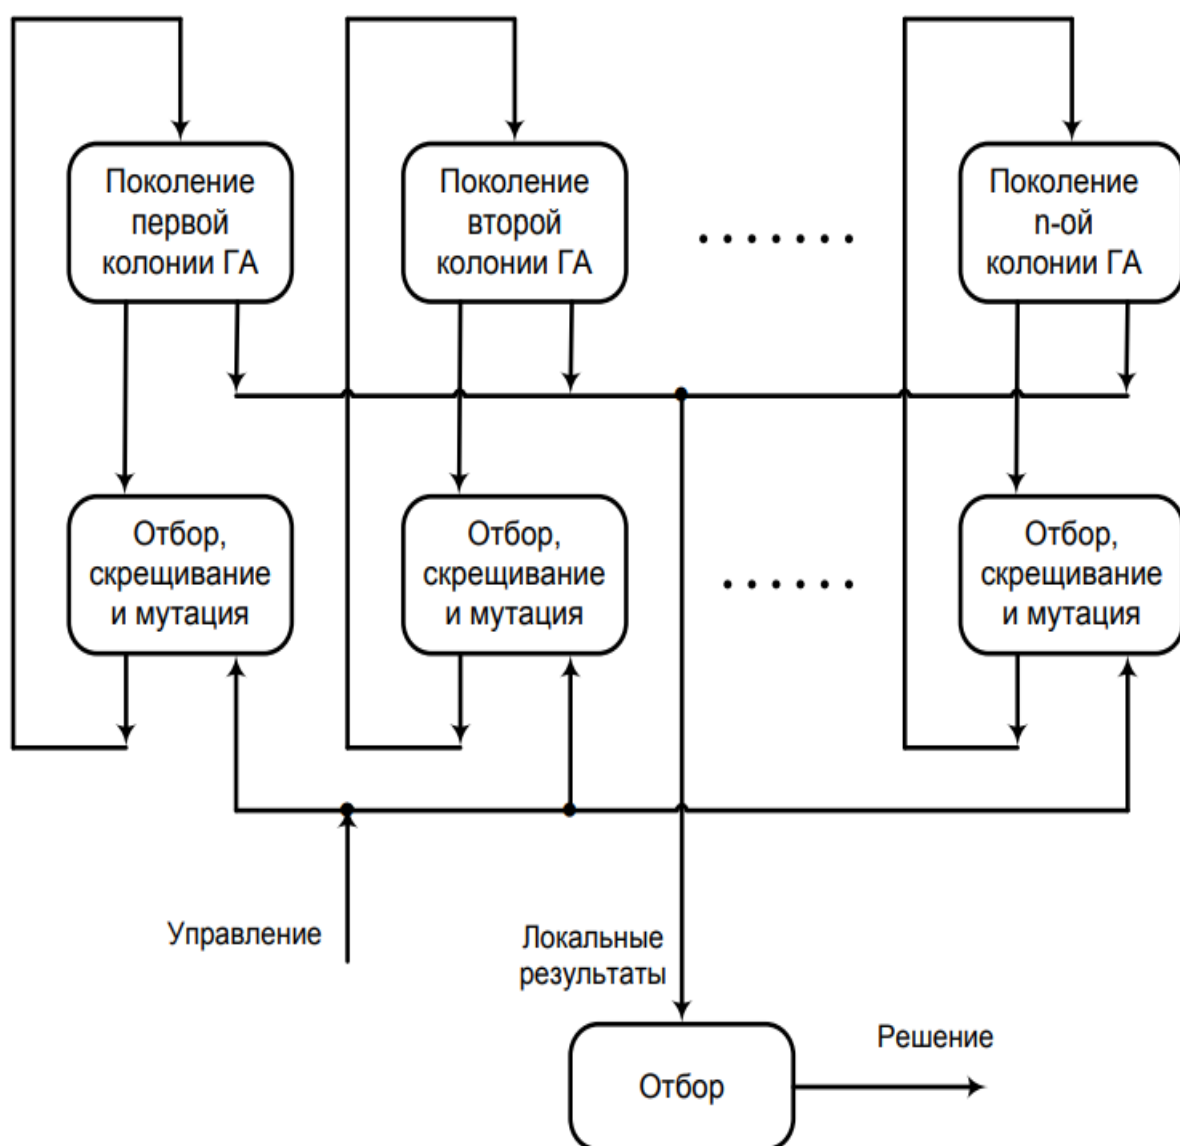 Поколение
первой
колонии ГА
Поколение
второй
колонии ГА
Поколение
n-ой
колонии ГА
Отбор,
скрещивание
и мутация
Отбор,
скрещивание
и мутация
Отбор,
скрещивание
и мутация
Управление
Локальные
результаты
Решение
Отбор